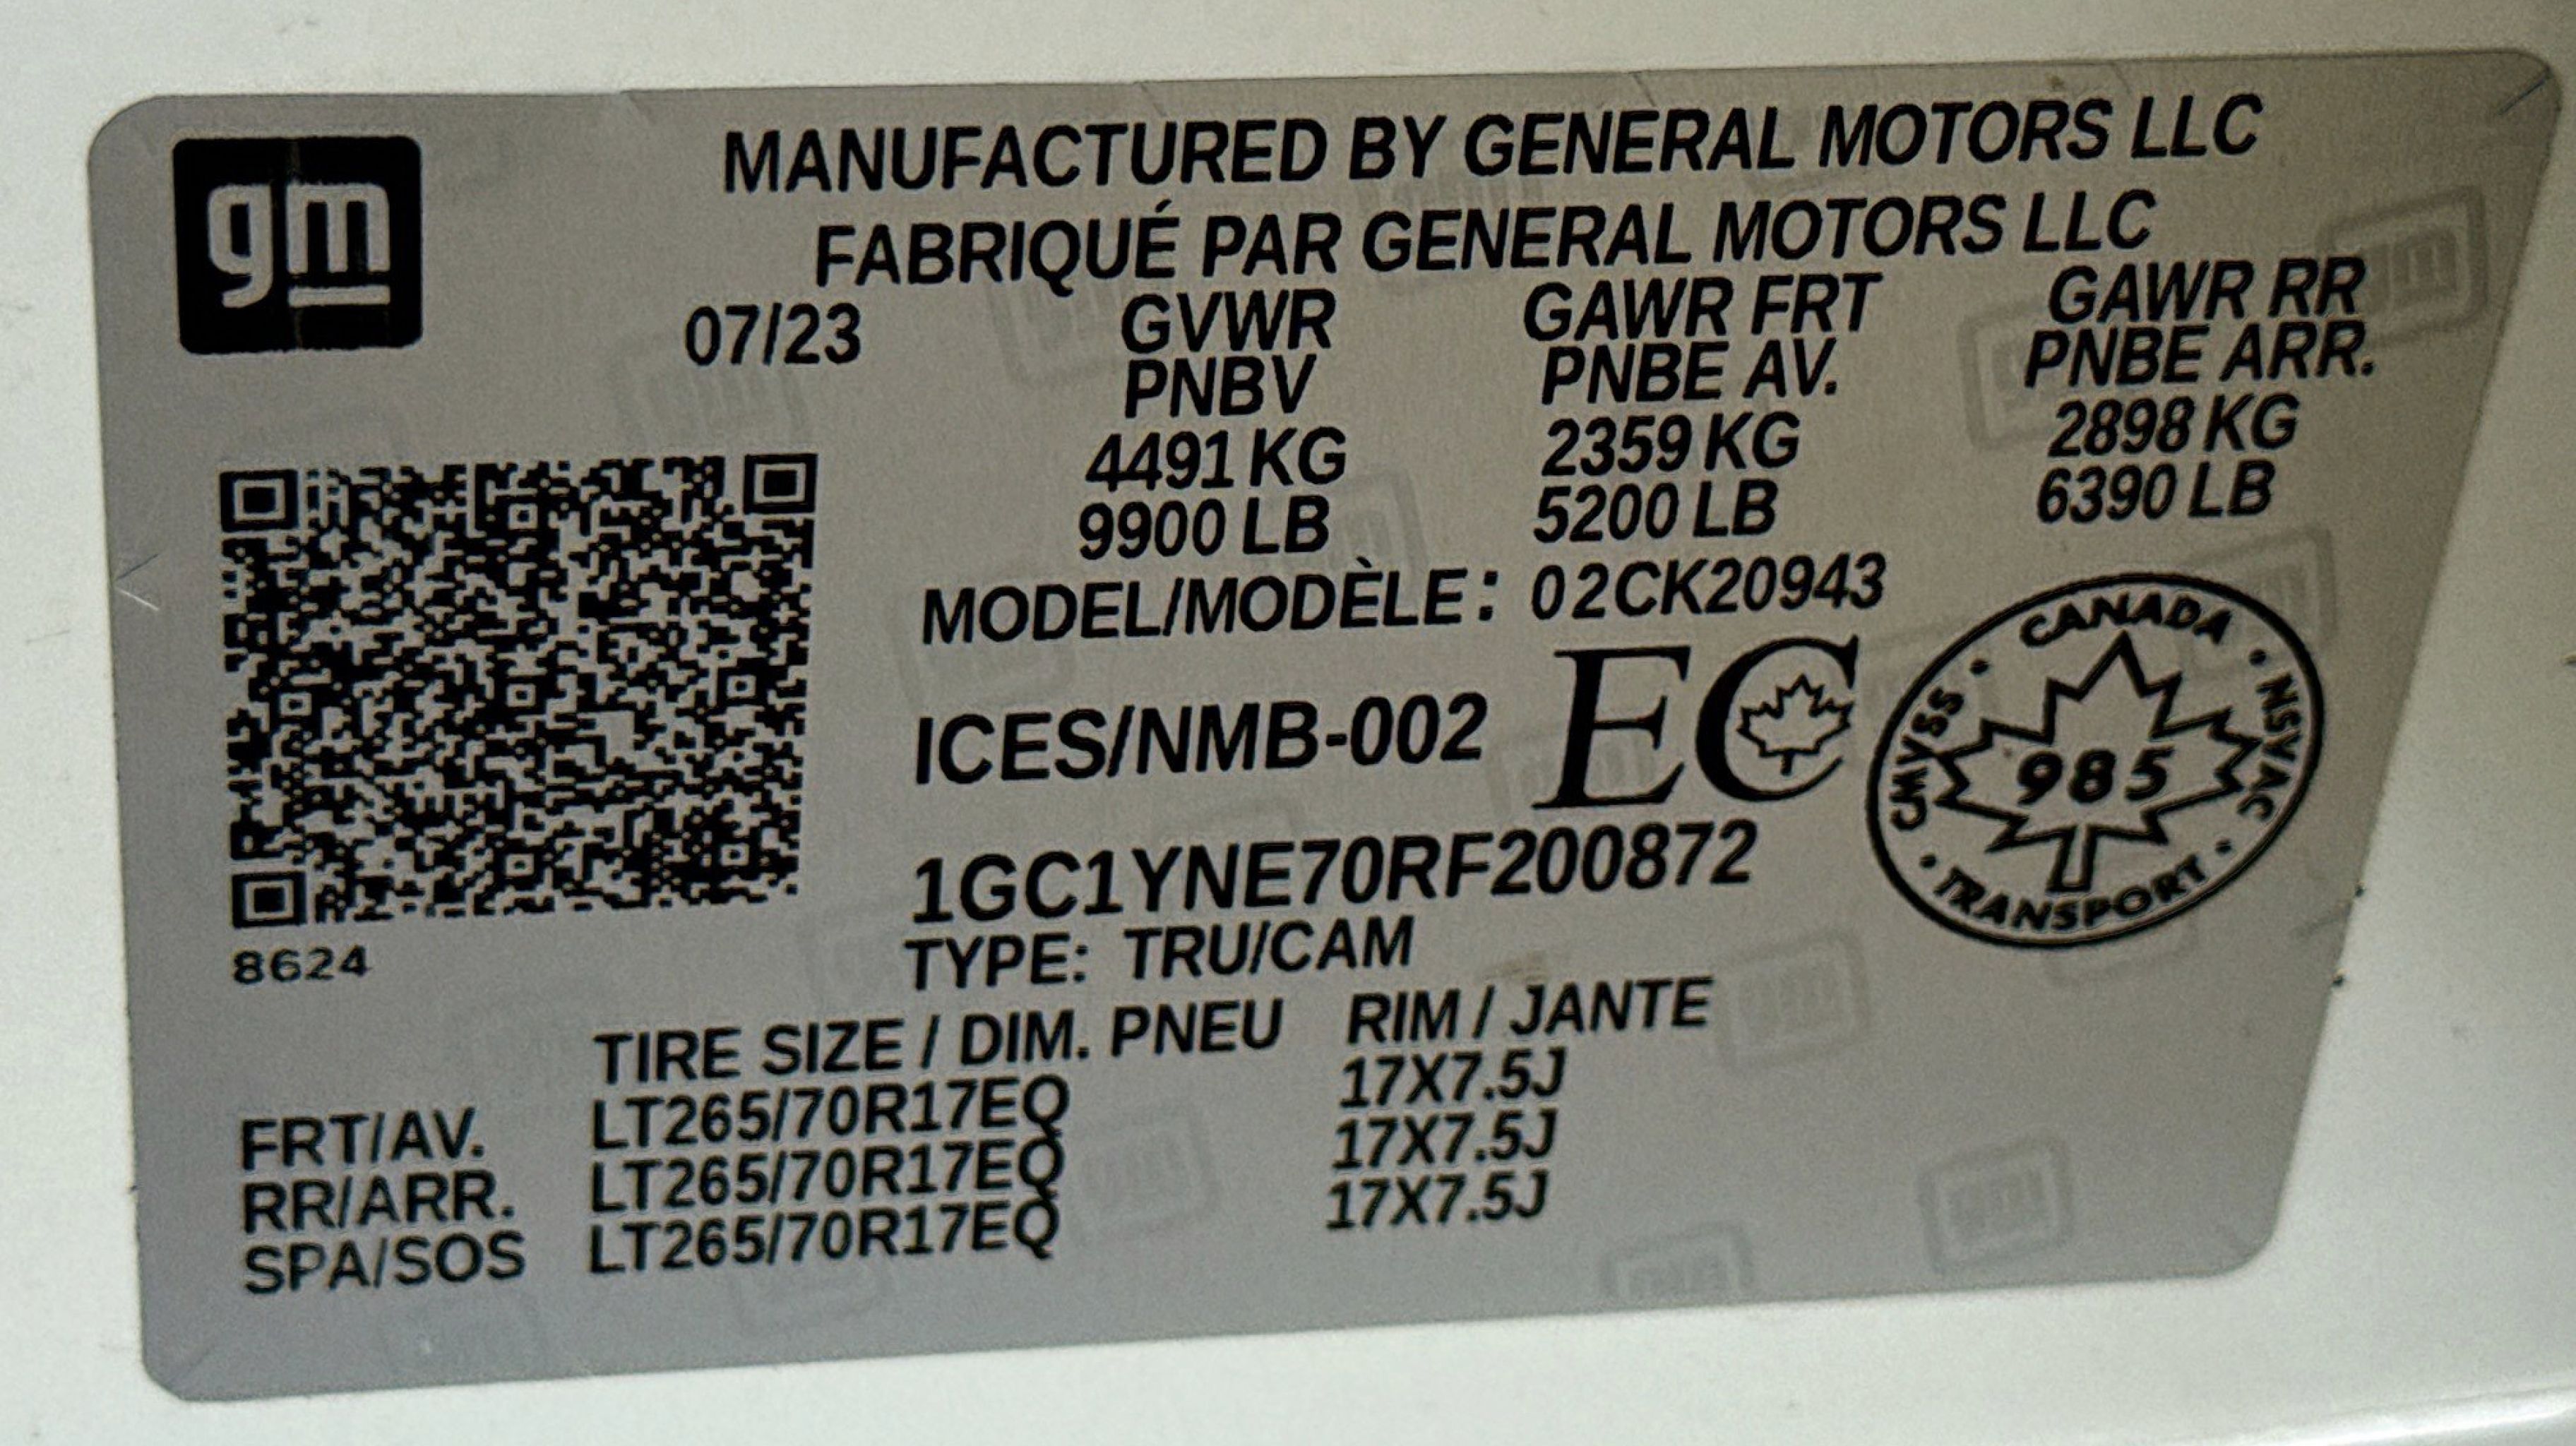 gm
MANUFACTURED BY GENERAL MOTORS LLC
FABRIQUÉ PAR GENERAL MOTORS LLC
07/23 GVWR GAWR FRT GAWR RR
PNBV PNBE AV. PNBE ARR.
4491 KG 2359 KG 2898 KG
9900 LB 5200 LB 6390 LB
MODEL/MODÈLE: 02CK20943
ICES/NMB-002 EC
CANADA · NSVAC · TRANSPORT · CMVSS ·
985
1GC1YNE70RF200872
8624
TYPE: TRU/CAM
TIRE SIZE / DIM. PNEU RIM / JANTE
FRT/AV. LT265/70R17EQ 17X7.5J
RR/ARR. LT265/70R17EQ 17X7.5J
SPA/SOS LT265/70R17EQ 17X7.5J